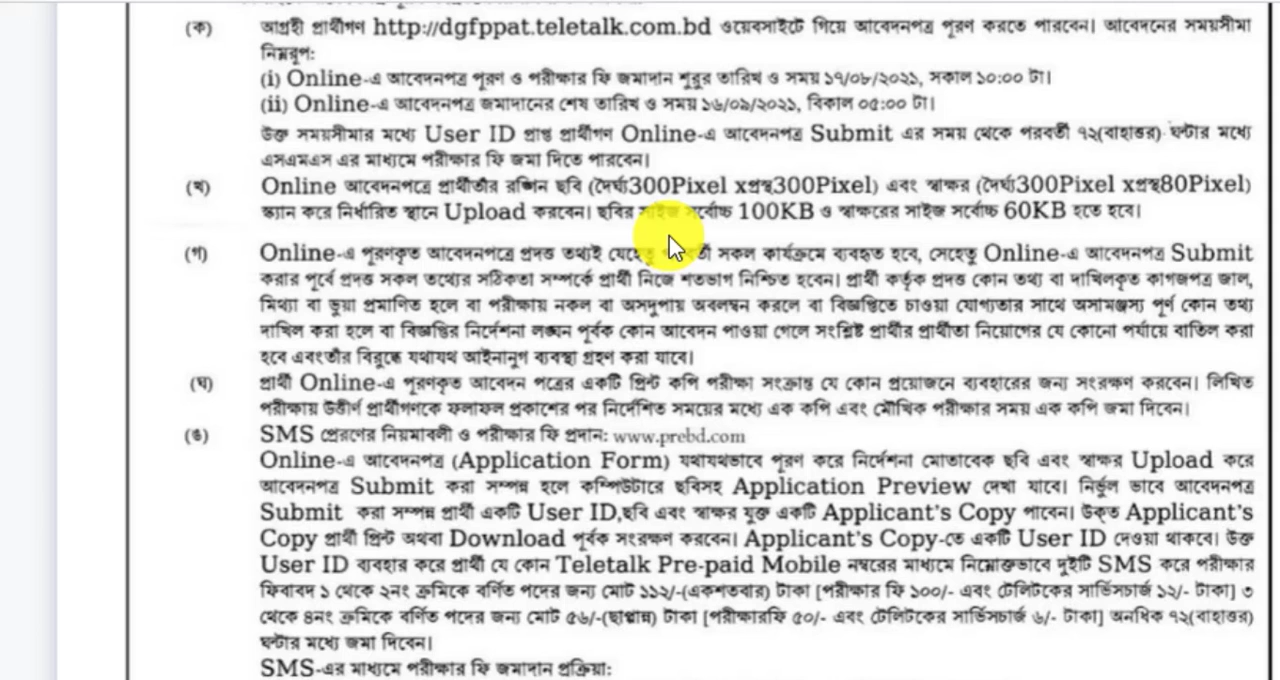 (ক) আগ্রহী প্রার্থীগণ http://dgfppat.teletalk.com.bd ওয়েবসাইটে গিয়ে আবেদনপত্র পূরণ করতে পারবেন। আবেদনের সময়সীমা
নিম্নরূপ:
(i) Online-এ আবেদনপত্র পূরণ ও পরীক্ষার ফি জমাদান শুরুর তারিখ ও সময় ১৭/০৮/২০২১, সকাল ১০:০০ টা।
(ii) Online-এ আবেদনপত্র জমাদানের শেষ তারিখ ও সময় ১৬/০৯/২০২১, বিকাল ০৫:০০ টা।
উক্ত সময়সীমার মধ্যে User ID প্রাপ্ত প্রার্থীগণ Online-এ আবেদনপত্র Submit এর সময় থেকে পরবর্তী ৭২(বাহাত্তর) ঘন্টার মধ্যে
এসএমএস এর মাধ্যমে পরীক্ষার ফি জমা দিতে পারবেন।
(খ) Online আবেদনপত্রে প্রার্থীতাঁর রঙ্গিন ছবি (দৈর্ঘ্য300Pixel xপ্রস্থ300Pixel) এবং স্বাক্ষর (দৈর্ঘ্য300Pixel xপ্রস্থ80Pixel)
স্ক্যান করে নির্ধারিত স্থানে Upload করবেন। ছবির সাইজ সর্বোচ্চ 100KB ও স্বাক্ষরের সাইজ সর্বোচ্চ 60KB হতে হবে।
(গ) Online-এ পূরণকৃত আবেদনপত্রে প্রদত্ত তথ্যই যেহেতু সকল কার্যক্রমে ব্যবহৃত হবে, সেহেতু Online-এ আবেদনপত্র Submit
করার পূর্বে প্রদত্ত সকল তথ্যের সঠিকতা সম্পর্কে প্রার্থী নিজে শতভাগ নিশ্চিত হবেন। প্রার্থী কর্তৃক প্রদত্ত কোন তথ্য বা দাখিলকৃত কাগজপত্র জাল,
মিথ্যা বা ভুয়া প্রমাণিত হলে বা পরীক্ষায় নকল বা অসদুপায় অবলম্বন করলে বা বিজ্ঞপ্তিতে চাওয়া যোগ্যতার সাথে অসামঞ্জস্য পূর্ণ কোন তথ্য
দাখিল করা হলে বা বিজ্ঞপ্তির নির্দেশনা লঙ্ঘন পূর্বক কোন আবেদন পাওয়া গেলে সংশ্লিষ্ট প্রার্থীর প্রার্থীতা নিয়োগের যে কোনো পর্যায়ে বাতিল করা
হবে এবংতাঁর বিরুদ্ধে যথাযথ আইনানুগ ব্যবস্থা গ্রহণ করা যাবে।
(ঘ) প্রার্থী Online-এ পূরণকৃত আবেদন পত্রের একটি প্রিন্ট কপি পরীক্ষা সংক্রান্ত যে কোন প্রয়োজনে ব্যবহারের জন্য সংরক্ষণ করবেন। লিখিত
পরীক্ষায় উত্তীর্ণ প্রার্থীগণকে ফলাফল প্রকাশের পর নির্দেশিত সময়ের মধ্যে এক কপি এবং মৌখিক পরীক্ষার সময় এক কপি জমা দিবেন।
(ঙ) SMS প্রেরণের নিয়মাবলী ও পরীক্ষার ফি প্রদান: www.prebd.com
Online-এ আবেদনপত্র (Application Form) যথাযথভাবে পূরণ করে নির্দেশনা মোতাবেক ছবি এবং স্বাক্ষর Upload করে
আবেদনপত্র Submit করা সম্পন্ন হলে কম্পিউটারে ছবিসহ Application Preview দেখা যাবে। নির্ভুল ভাবে আবেদনপত্র
Submit করা সম্পন্ন প্রার্থী একটি User ID,ছবি এবং স্বাক্ষর যুক্ত একটি Applicant's Copy পাবেন। উক্ত Applicant's
Copy প্রার্থী প্রিন্ট অথবা Download পূর্বক সংরক্ষণ করবেন। Applicant's Copy-তে একটি User ID দেওয়া থাকবে। উক্ত
User ID ব্যবহার করে প্রার্থী যে কোন Teletalk Pre-paid Mobile নম্বরের মাধ্যমে নিম্নোক্তভাবে দুইটি SMS করে পরীক্ষার
ফিবাবদ ১ থেকে ২নং ক্রমিকে বর্ণিত পদের জন্য মোট ১১২/-(একশতবার) টাকা [পরীক্ষার ফি ১০০/- এবং টেলিটকের সার্ভিসচার্জ ১২/- টাকা] ৩
থেকে ৪নং ক্রমিকে বর্ণিত পদের জন্য মোট ৫৬/-(ছাপ্পান্ন) টাকা [পরীক্ষারফি ৫০/- এবং টেলিটকের সার্ভিসচার্জ ৬/- টাকা] অনধিক ৭২(বাহাত্তর)
ঘন্টার মধ্যে জমা দিবেন।
SMS-এর মাধ্যমে পরীক্ষার ফি জমাদান প্রক্রিয়া: